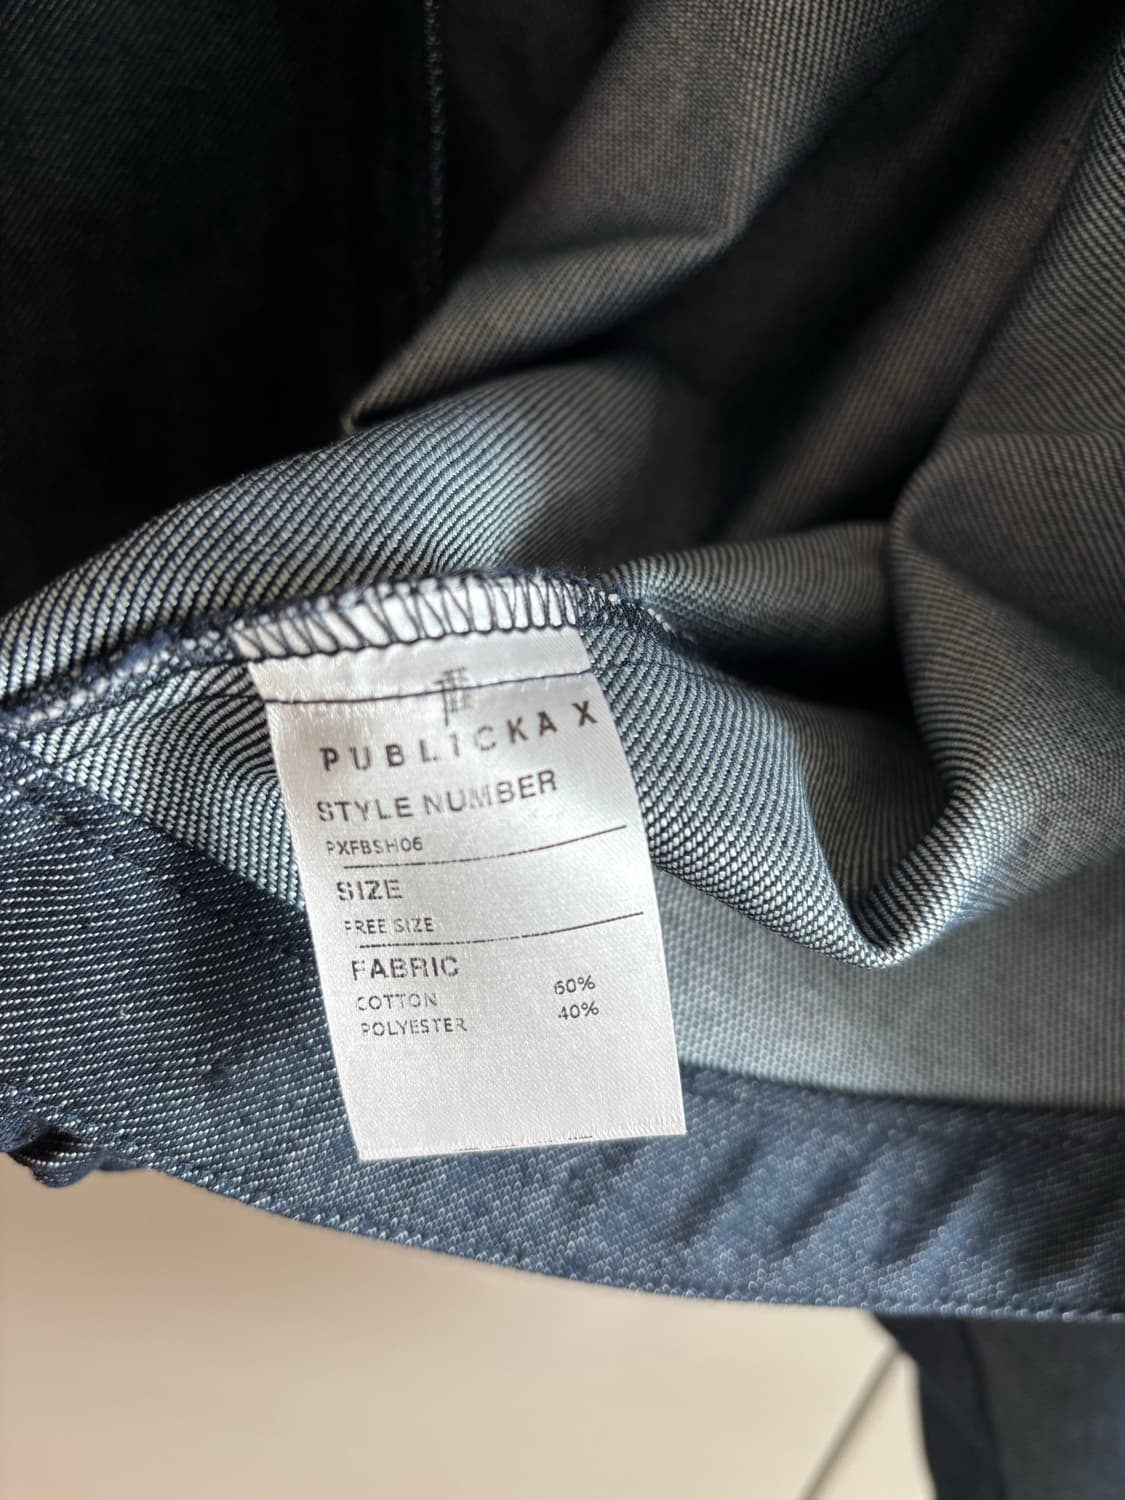 PUBLICKA X
STYLE NUMBER
PXFBSH06
SIZE
FREE SIZE
FABRIC
COTTON 60%
POLYESTER 40%